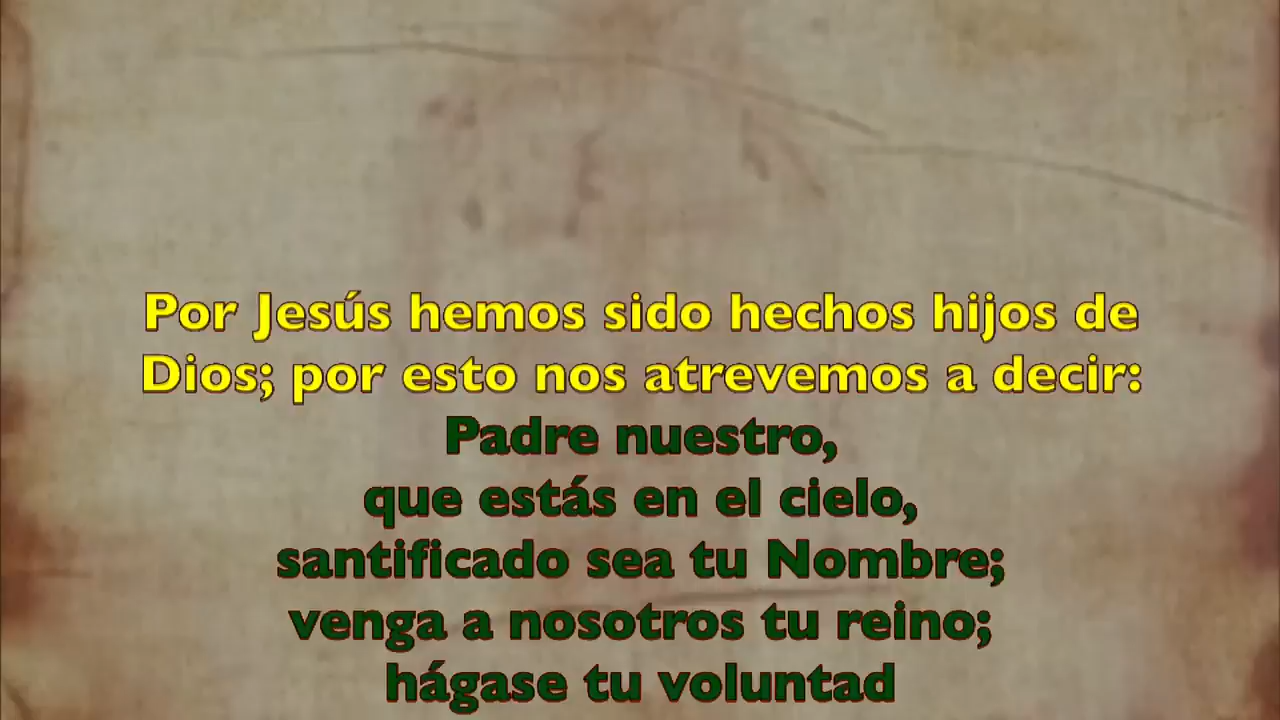 Por Jesús hemos sido hechos hijos de
Dios; por esto nos atrevemos a decir:
Padre nuestro,
que estás en el cielo,
santificado sea tu Nombre;
venga a nosotros tu reino;
hágase tu voluntad